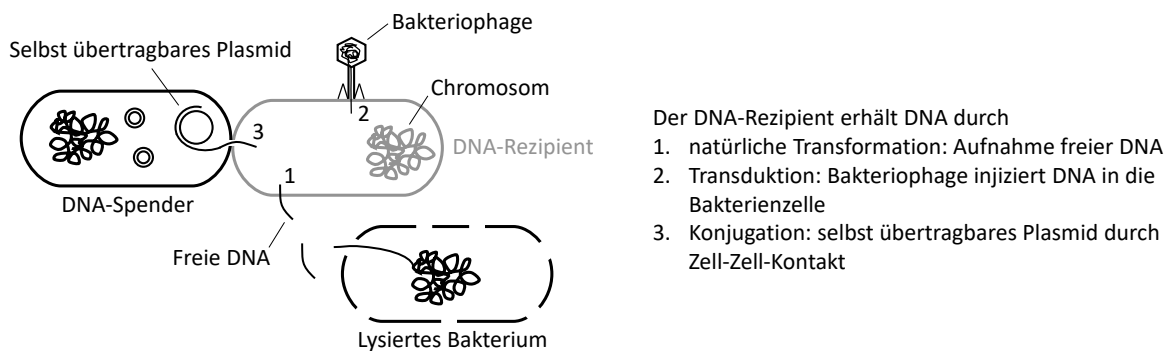 Bakteriophage
Selbst übertragbares Plasmid
Chromosom
2
3
DNA-Rezipient
1
DNA-Spender
Freie DNA
Lysiertes Bakterium
Der DNA-Rezipient erhält DNA durch
1. natürliche Transformation: Aufnahme freier DNA
2. Transduktion: Bakteriophage injiziert DNA in die
Bakterienzelle
3. Konjugation: selbst übertragbares Plasmid durch
Zell-Zell-Kontakt